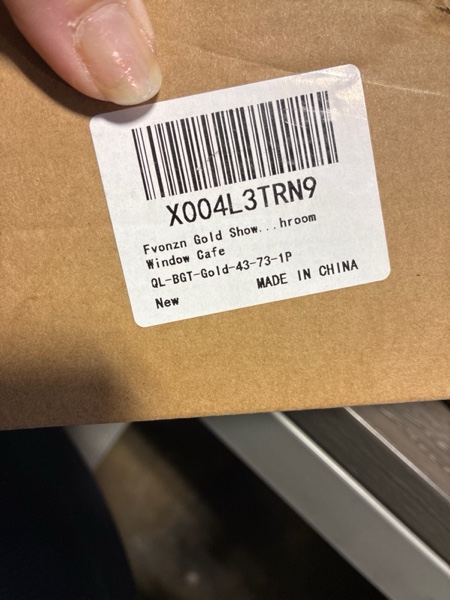 X004L3TRN9
Fvonzn Gold Show...hroom
Window Cafe
QL-BGT-Gold-43-73-1P
New MADE IN CHINA